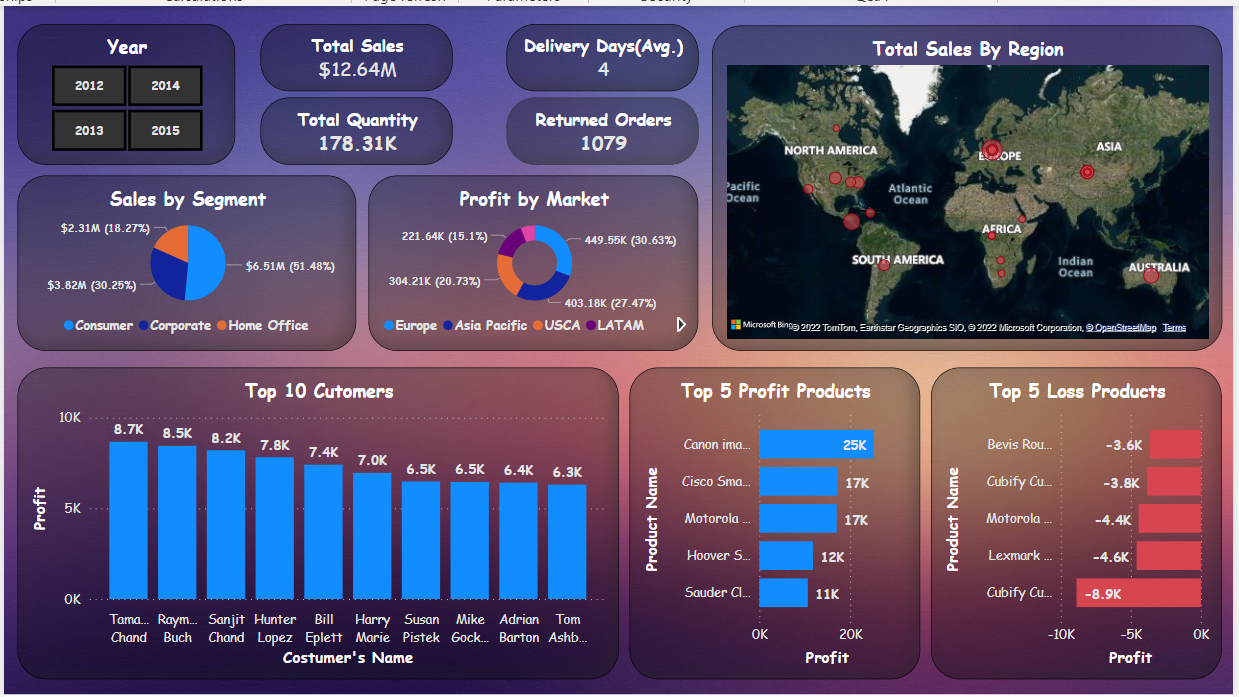 Year
2012
2014
2013
2015
Total Sales
$12.64M
Total Quantity
178.31K
Delivery Days(Avg.)
4
Returned Orders
1079
Total Sales By Region
NORTH AMERICA
EUROPE
ASIA
Pacific
Ocean
Atlantic
Ocean
AFRICA
SOUTH AMERICA
Indian
Ocean
AUSTRALIA
Microsoft Bing
© 2022 TomTom, Earthstar Geographics SIO, © 2022 Microsoft Corporation, © OpenStreetMap Terms
Sales by Segment
$2.31M (18.27%)
$6.51M (51.48%)
$3.82M (30.25%)
Consumer Corporate Home Office
Profit by Market
221.64K (15.1%)
449.55K (30.63%)
304.21K (20.73%)
403.18K (27.47%)
Europe Asia Pacific USCA LATAM
Top 10 Cutomers
Profit
10K
5K
0K
8.7K 8.5K 8.2K 7.8K 7.4K 7.0K 6.5K 6.5K 6.4K 6.3K
Tama... Raym... Sanjit Hunter Bill Harry Susan Mike Adrian Tom
Chand Buch Chand Lopez Eplett Marie Pistek Gock... Barton Ashb...
Costumer's Name
Top 5 Profit Products
Product Name
Canon ima... 25K
Cisco Sma... 17K
Motorola ... 17K
Hoover S... 12K
Sauder Cl... 11K
0K 20K
Profit
Top 5 Loss Products
Product Name
Bevis Rou... -3.6K
Cubify Cu... -3.8K
Motorola ... -4.4K
Lexmark ... -4.6K
Cubify Cu... -8.9K
-10K -5K 0K
Profit